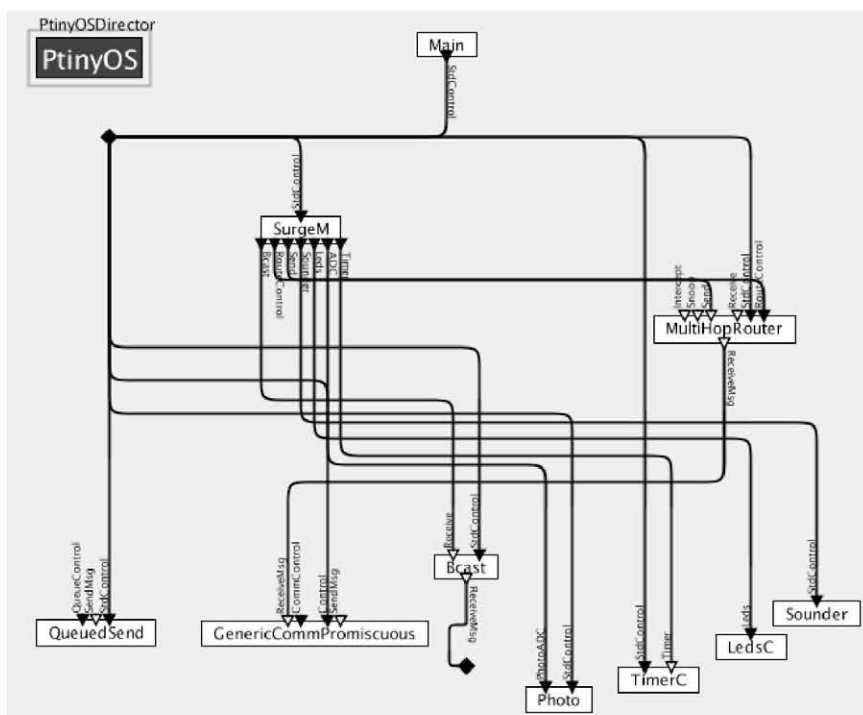 PtinyOSDirector
PtinyOS
Main
StdControl
StdControl
SurgeM
Bcast
RouteControl
Send
Sounder
Leds
ADC
Timer
Intercept
Snoop
Send
Receive
StdControl
RouteControl
MultiHopRouter
ReceiveMsg
QueueControl
SendMsg
StdControl
QueuedSend
ReceiveMsg
CommControl
Control
SendMsg
GenericCommPromiscuous
Receive
StdControl
Bcast
ReceiveMsg
PhotoADC
StdControl
Photo
StdControl
Timer
TimerC
Leds
LedsC
StdControl
Sounder